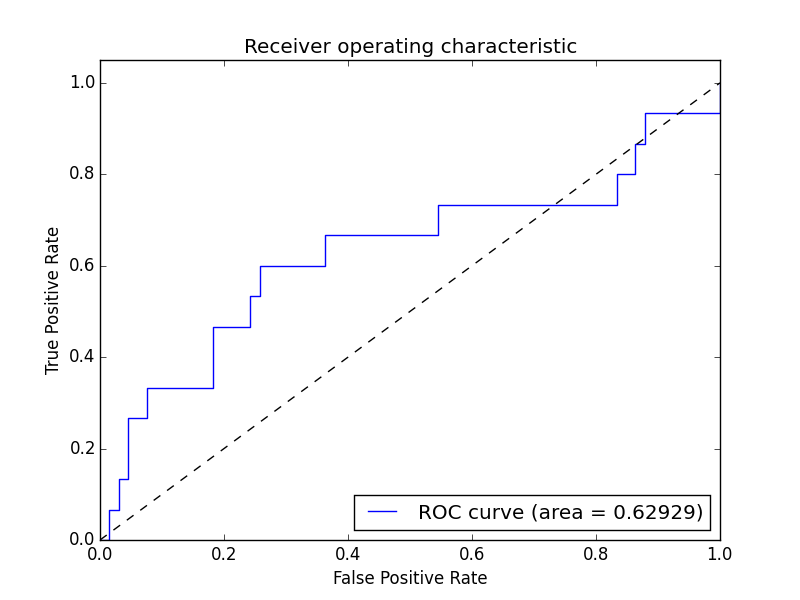 Receiver operating characteristic
1.0
0.8
0.6
0.4
0.2
0.0
True Positive Rate
ROC curve (area = 0.62929)
0.0 0.2 0.4 0.6 0.8 1.0
False Positive Rate